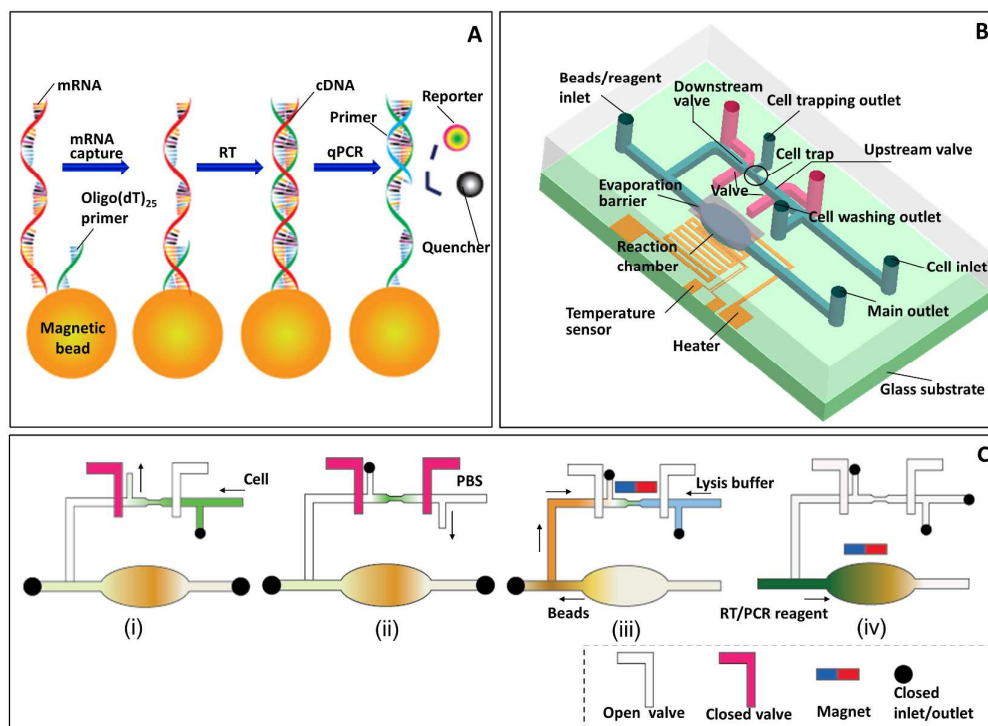 A
mRNA
mRNA
capture
Oligo(dT)25
primer
RT
cDNA
Primer
qPCR
Reporter
Quencher
Magnetic
bead
B
Beads/reagent
inlet
Downstream
valve
Cell trapping outlet
Cell trap
Upstream valve
Evaporation
barrier
Valve
Cell washing outlet
Reaction
chamber
Cell inlet
Temperature
sensor
Main outlet
Heater
Glass substrate
C
Cell
(i)
PBS
(ii)
Lysis buffer
Beads
(iii)
RT/PCR reagent
(iv)
Open valve
Closed valve
Magnet
Closed
inlet/outlet